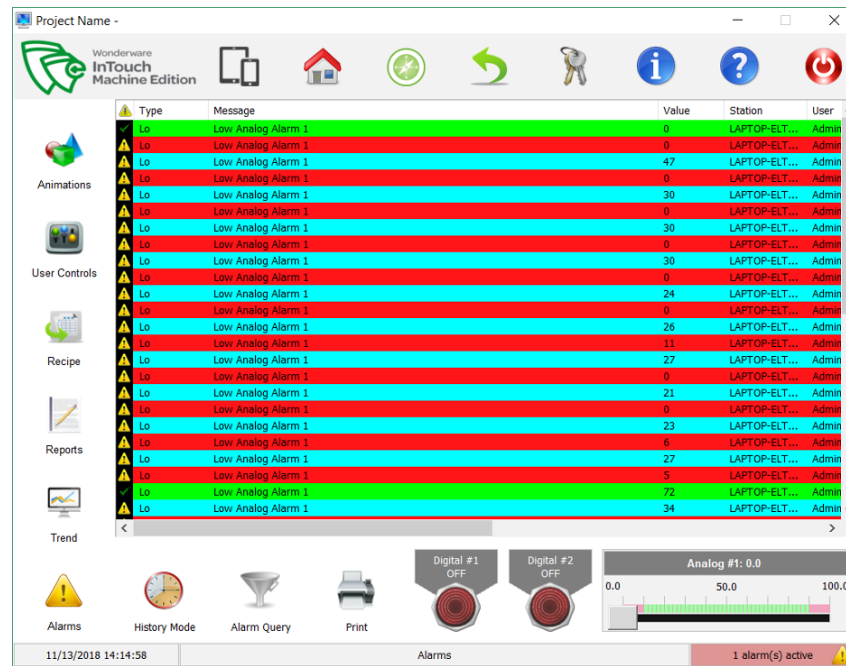 Project Name -
Wonderware
InTouch
Machine Edition
Type Message Value Station User
Lo Low Analog Alarm 1 0 LAPTOP-ELT... Admin
Lo Low Analog Alarm 1 0 LAPTOP-ELT... Admin
Lo Low Analog Alarm 1 47 LAPTOP-ELT... Admin
Lo Low Analog Alarm 1 0 LAPTOP-ELT... Admin
Lo Low Analog Alarm 1 30 LAPTOP-ELT... Admin
Lo Low Analog Alarm 1 0 LAPTOP-ELT... Admin
Lo Low Analog Alarm 1 30 LAPTOP-ELT... Admin
Lo Low Analog Alarm 1 0 LAPTOP-ELT... Admin
Lo Low Analog Alarm 1 30 LAPTOP-ELT... Admin
Lo Low Analog Alarm 1 0 LAPTOP-ELT... Admin
Lo Low Analog Alarm 1 24 LAPTOP-ELT... Admin
Lo Low Analog Alarm 1 0 LAPTOP-ELT... Admin
Lo Low Analog Alarm 1 26 LAPTOP-ELT... Admin
Lo Low Analog Alarm 1 11 LAPTOP-ELT... Admin
Lo Low Analog Alarm 1 27 LAPTOP-ELT... Admin
Lo Low Analog Alarm 1 0 LAPTOP-ELT... Admin
Lo Low Analog Alarm 1 21 LAPTOP-ELT... Admin
Lo Low Analog Alarm 1 0 LAPTOP-ELT... Admin
Lo Low Analog Alarm 1 23 LAPTOP-ELT... Admin
Lo Low Analog Alarm 1 6 LAPTOP-ELT... Admin
Lo Low Analog Alarm 1 27 LAPTOP-ELT... Admin
Lo Low Analog Alarm 1 5 LAPTOP-ELT... Admin
Lo Low Analog Alarm 1 72 LAPTOP-ELT... Admin
Lo Low Analog Alarm 1 34 LAPTOP-ELT... Admin
Animations
User Controls
Recipe
Reports
Trend
Alarms
History Mode
Alarm Query
Print
Digital #1
OFF
Digital #2
OFF
Analog #1: 0.0
0.0 50.0 100.0
11/13/2018 14:14:58 Alarms 1 alarm(s) active